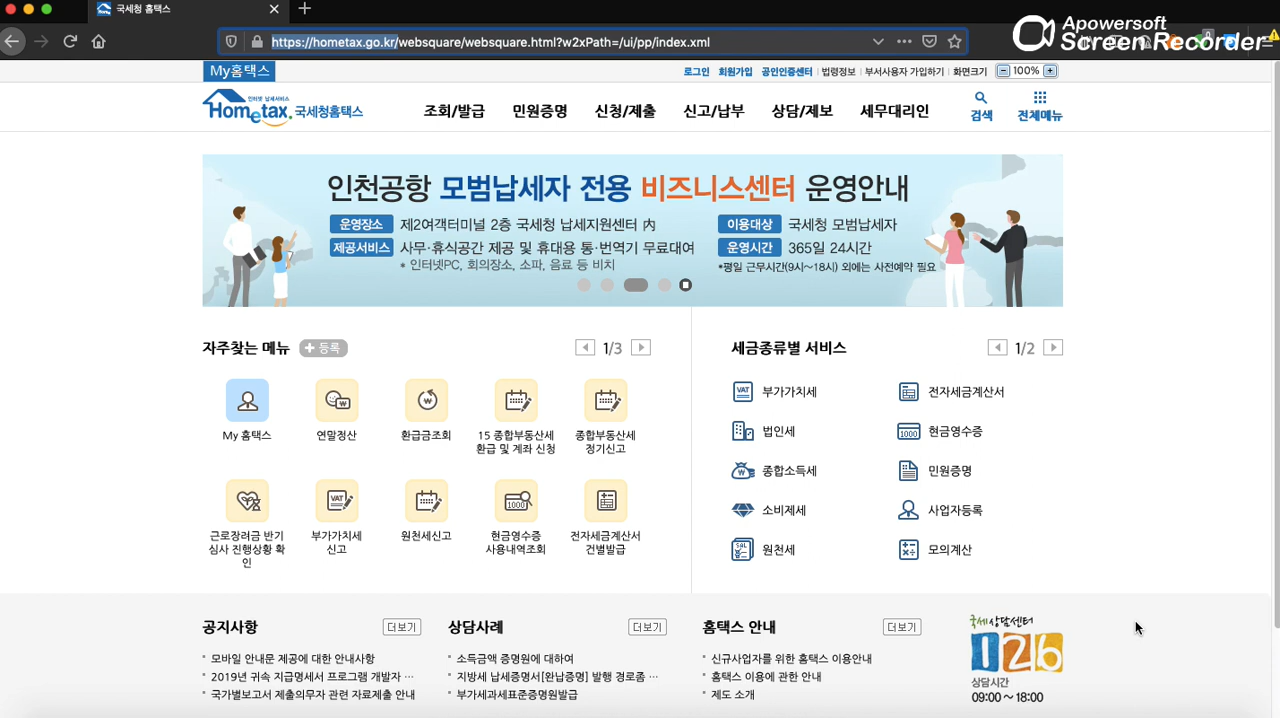 국세청 홈택스
https://hometax.go.kr/websquare/websquare.html?w2xPath=/ui/pp/index.xml
Apowersoft
Screen Recorder
My홈택스
로그인 회원가입 공인인증센터 법령정보 부서사용자 가입하기 화면크기 100%
인터넷 납세서비스
Hometax. 국세청홈택스
조회/발급 민원증명 신청/제출 신고/납부 상담/제보 세무대리인 검색 전체메뉴
인천공항 모범납세자 전용 비즈니스센터 운영안내
운영장소 제2여객터미널 2층 국세청 납세지원센터 內
이용대상 국세청 모범납세자
제공서비스 사무·휴식공간 제공 및 휴대용 통·번역기 무료대여
운영시간 365일 24시간
* 인터넷PC, 회의장소, 소파, 음료 등 비치
*평일 근무시간(9시~18시) 외에는 사전예약 필요
자주찾는 메뉴 + 등록 1/3
세금종류별 서비스 1/2
My 홈택스
연말정산
환급금조회
15 종합부동산세
환급 및 계좌 신청
종합부동산세
정기신고
근로장려금 반기
심사 진행상황 확
인
부가가치세
신고
원천세신고
현금영수증
사용내역조회
전자세금계산서
건별발급
VAT 부가가치세
전자세금계산서
법인세
1000 현금영수증
종합소득세
민원증명
소비제세
사업자등록
원천세
모의계산
공지사항 더보기
모바일 안내문 제공에 대한 안내사항
2019년 귀속 지급명세서 프로그램 개발자 ···
국가별보고서 제출의무자 관련 자료제출 안내
상담사례 더보기
소득금액 증명원에 대하여
지방세 납세증명서[완납증명] 발행 경로좀 ···
부가세과세표준증명원발급
홈택스 안내 더보기
신규사업자를 위한 홈택스 이용안내
홈택스 이용에 관한 안내
제도 소개
국세상담센터
126
상담시간
09:00 ~ 18:00